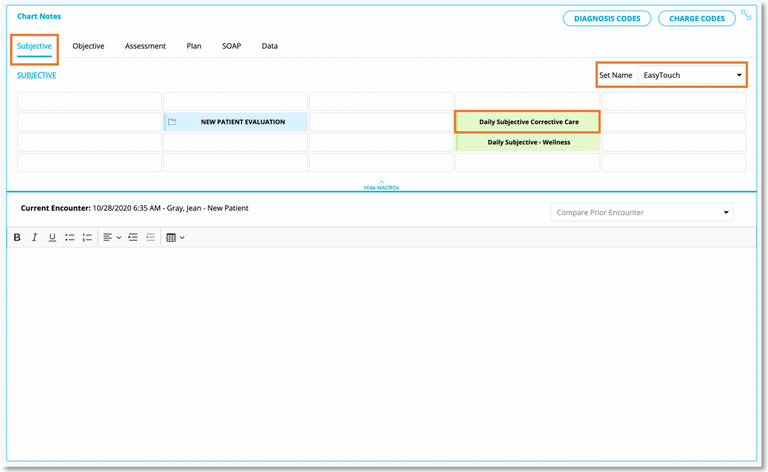 Chart Notes
DIAGNOSIS CODES
CHARGE CODES
Subjective
Objective
Assessment
Plan
SOAP
Data
SUBJECTIVE
Set Name
EasyTouch
NEW PATIENT EVALUATION
Daily Subjective Corrective Care
Daily Subjective - Wellness
Hide MACROs
Current Encounter: 10/28/2020 6:35 AM - Gray, Jean - New Patient
Compare Prior Encounter
B I U